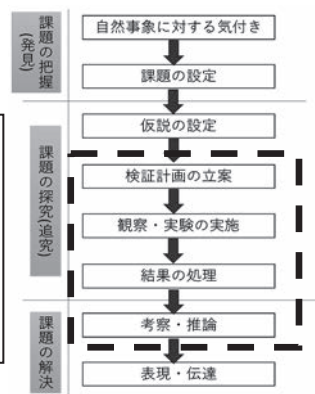 課題の把握
(発見)
自然事象に対する気付き
課題の設定
課題の探究(追究)
仮説の設定
検証計画の立案
観察・実験の実施
結果の処理
課題の解決
考察・推論
表現・伝達